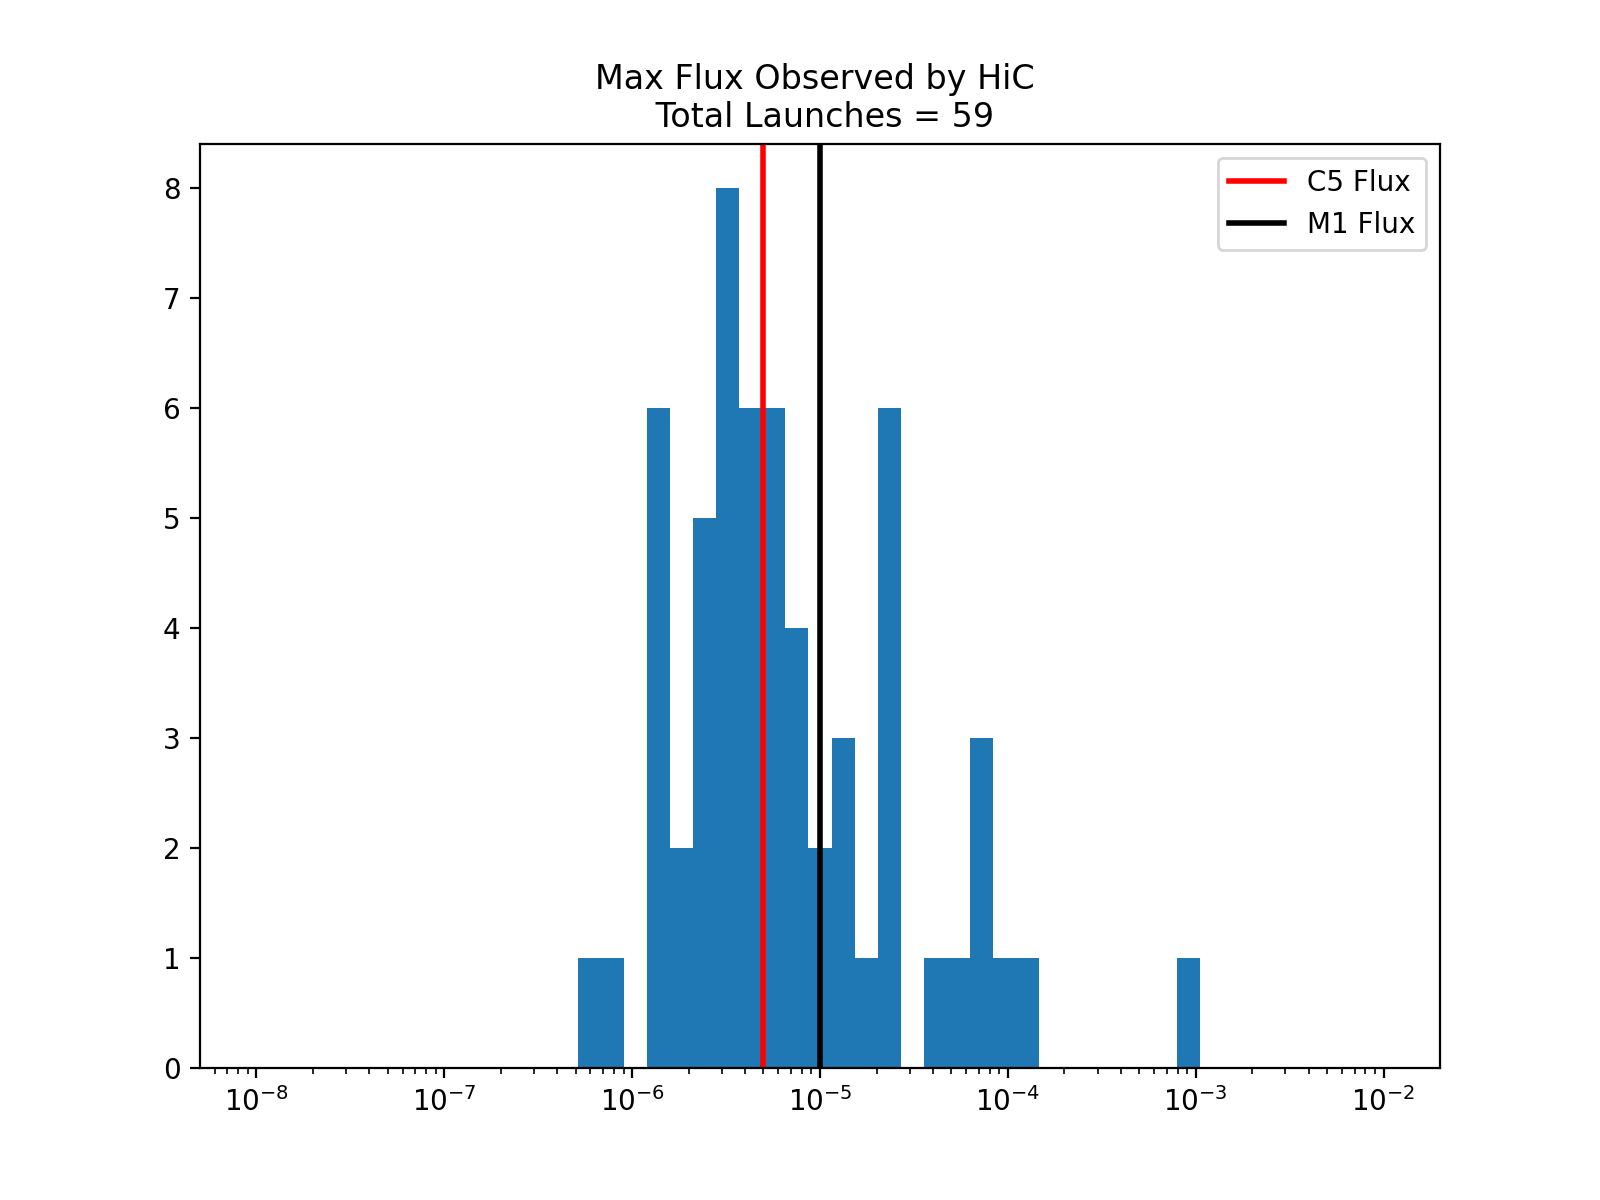 Max Flux Observed by HiC
Total Launches = 59
C5 Flux
M1 Flux
8
7
6
5
4
3
2
1
0
10⁻⁸ 10⁻⁷ 10⁻⁶ 10⁻⁵ 10⁻⁴ 10⁻³ 10⁻²